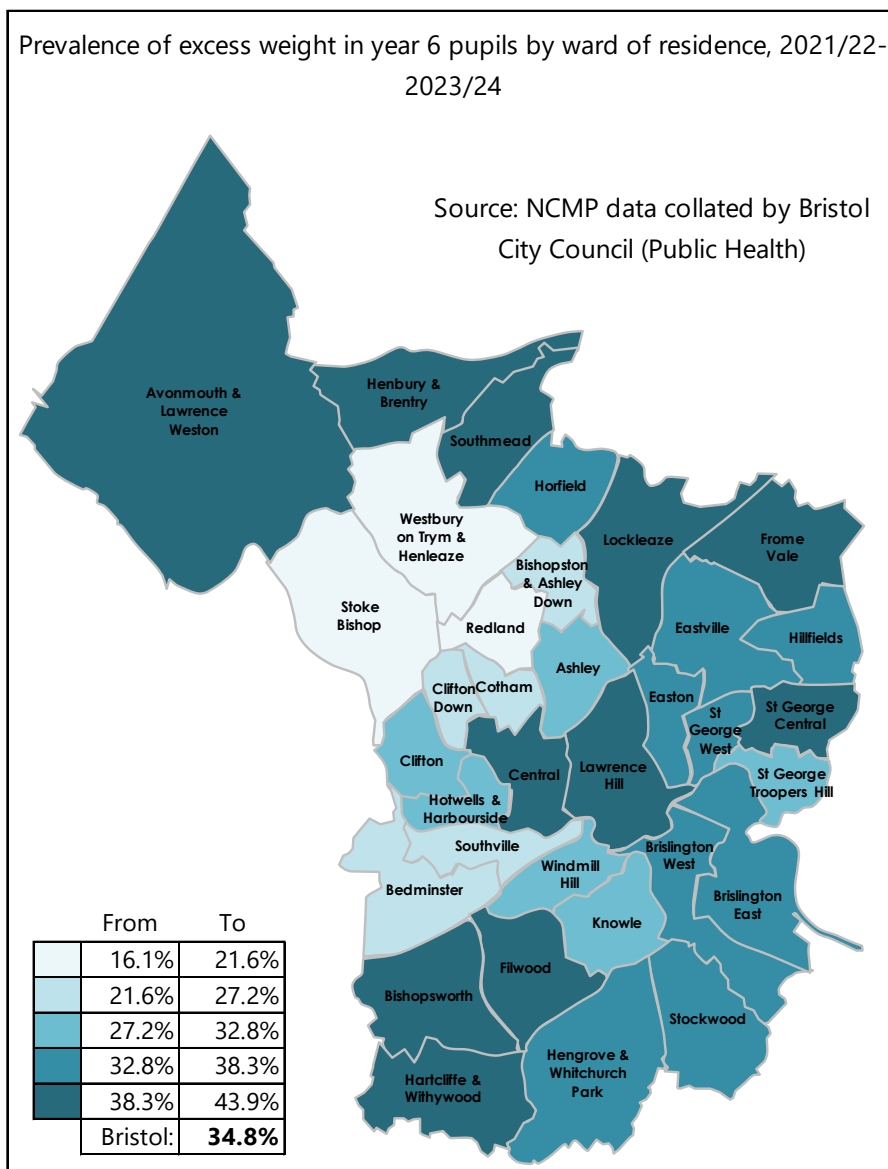 Prevalence of excess weight in year 6 pupils by ward of residence, 2021/22-
2023/24
Source: NCMP data collated by Bristol
City Council (Public Health)
Avonmouth &
Lawrence
Weston
Henbury &
Brentry
Southmead
Horfield
Westbury
on Trym &
Henleaze
Lockleaze
Frome
Vale
Bishopston
& Ashley
Down
Stoke
Bishop
Redland
Eastville
Hillfields
Ashley
Clifton
Down
Cotham
Easton
St
George
West
St George
Central
Clifton
Central
Lawrence
Hill
St George
Troopers Hill
Hotwells &
Harbourside
Southville
Windmill
Hill
Brislington
West
Bedminster
Brislington
East
Knowle
Filwood
Bishopsworth
Stockwood
Hengrove &
Whitchurch
Park
Hartcliffe &
Withywood
From To
16.1% 21.6%
21.6% 27.2%
27.2% 32.8%
32.8% 38.3%
38.3% 43.9%
Bristol: 34.8%